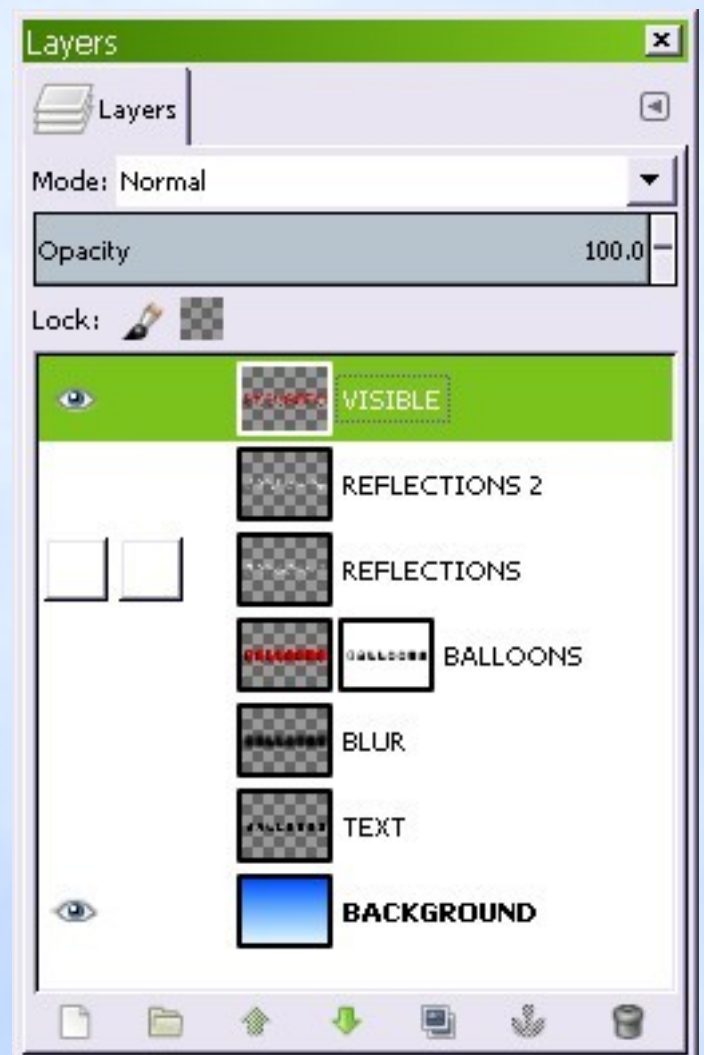 Layers
Layers
Mode: Normal
Opacity 100.0
Lock:
VISIBLE
REFLECTIONS 2
REFLECTIONS
BALLOONS
BLUR
TEXT
BACKGROUND